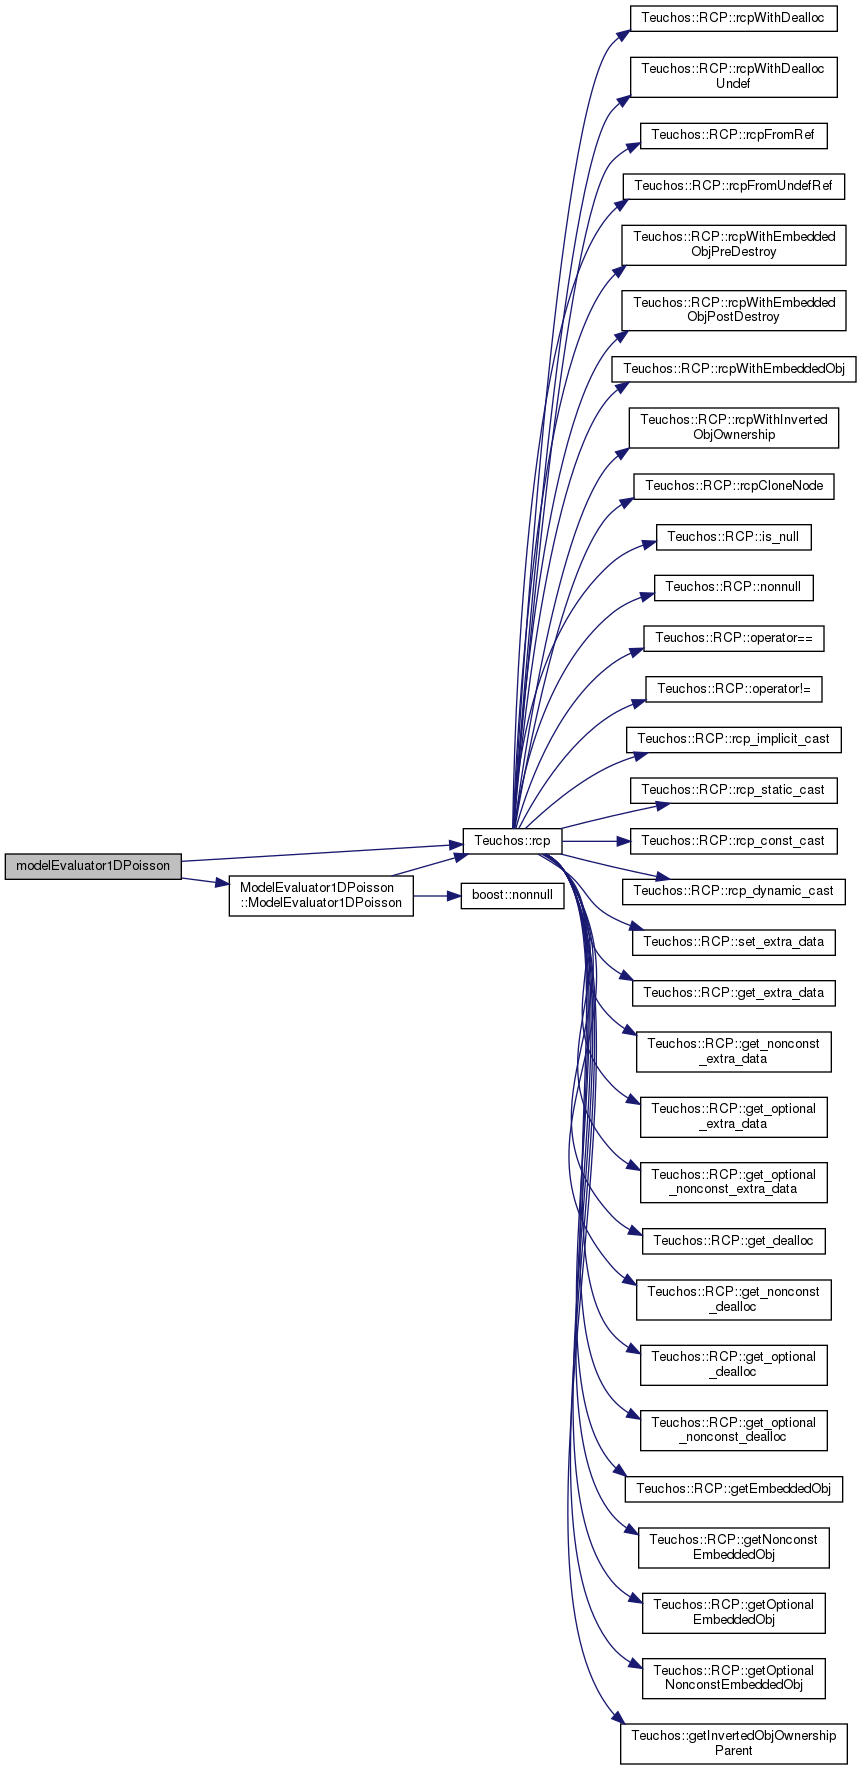 modelEvaluator1DPoisson
ModelEvaluator1DPoisson
::ModelEvaluator1DPoisson
Teuchos::rcp
boost::nonnull
Teuchos::RCP::rcpWithDealloc
Teuchos::RCP::rcpWithDealloc
Undef
Teuchos::RCP::rcpFromRef
Teuchos::RCP::rcpFromUndefRef
Teuchos::RCP::rcpWithEmbedded
ObjPreDestroy
Teuchos::RCP::rcpWithEmbedded
ObjPostDestroy
Teuchos::RCP::rcpWithEmbeddedObj
Teuchos::RCP::rcpWithInverted
ObjOwnership
Teuchos::RCP::rcpCloneNode
Teuchos::RCP::is_null
Teuchos::RCP::nonnull
Teuchos::RCP::operator==
Teuchos::RCP::operator!=
Teuchos::RCP::rcp_implicit_cast
Teuchos::RCP::rcp_static_cast
Teuchos::RCP::rcp_const_cast
Teuchos::RCP::rcp_dynamic_cast
Teuchos::RCP::set_extra_data
Teuchos::RCP::get_extra_data
Teuchos::RCP::get_nonconst
_extra_data
Teuchos::RCP::get_optional
_extra_data
Teuchos::RCP::get_optional
_nonconst_extra_data
Teuchos::RCP::get_dealloc
Teuchos::RCP::get_nonconst
_dealloc
Teuchos::RCP::get_optional
_dealloc
Teuchos::RCP::get_optional
_nonconst_dealloc
Teuchos::RCP::getEmbeddedObj
Teuchos::RCP::getNonconst
EmbeddedObj
Teuchos::RCP::getOptional
EmbeddedObj
Teuchos::RCP::getOptional
NonconstEmbeddedObj
Teuchos::getInvertedObjOwnership
Parent